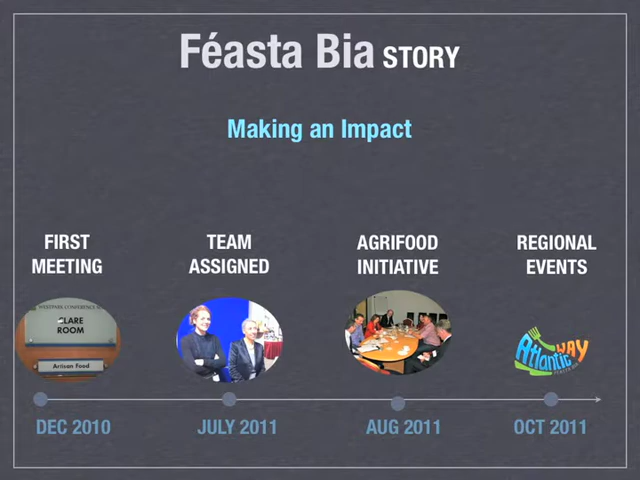 Féasta Bia STORY
Making an Impact
FIRST
MEETING
TEAM
ASSIGNED
AGRIFOOD
INITIATIVE
REGIONAL
EVENTS
CLARE
ROOM
Artisan Food
Atlantic
WAY
DEC 2010
JULY 2011
AUG 2011
OCT 2011